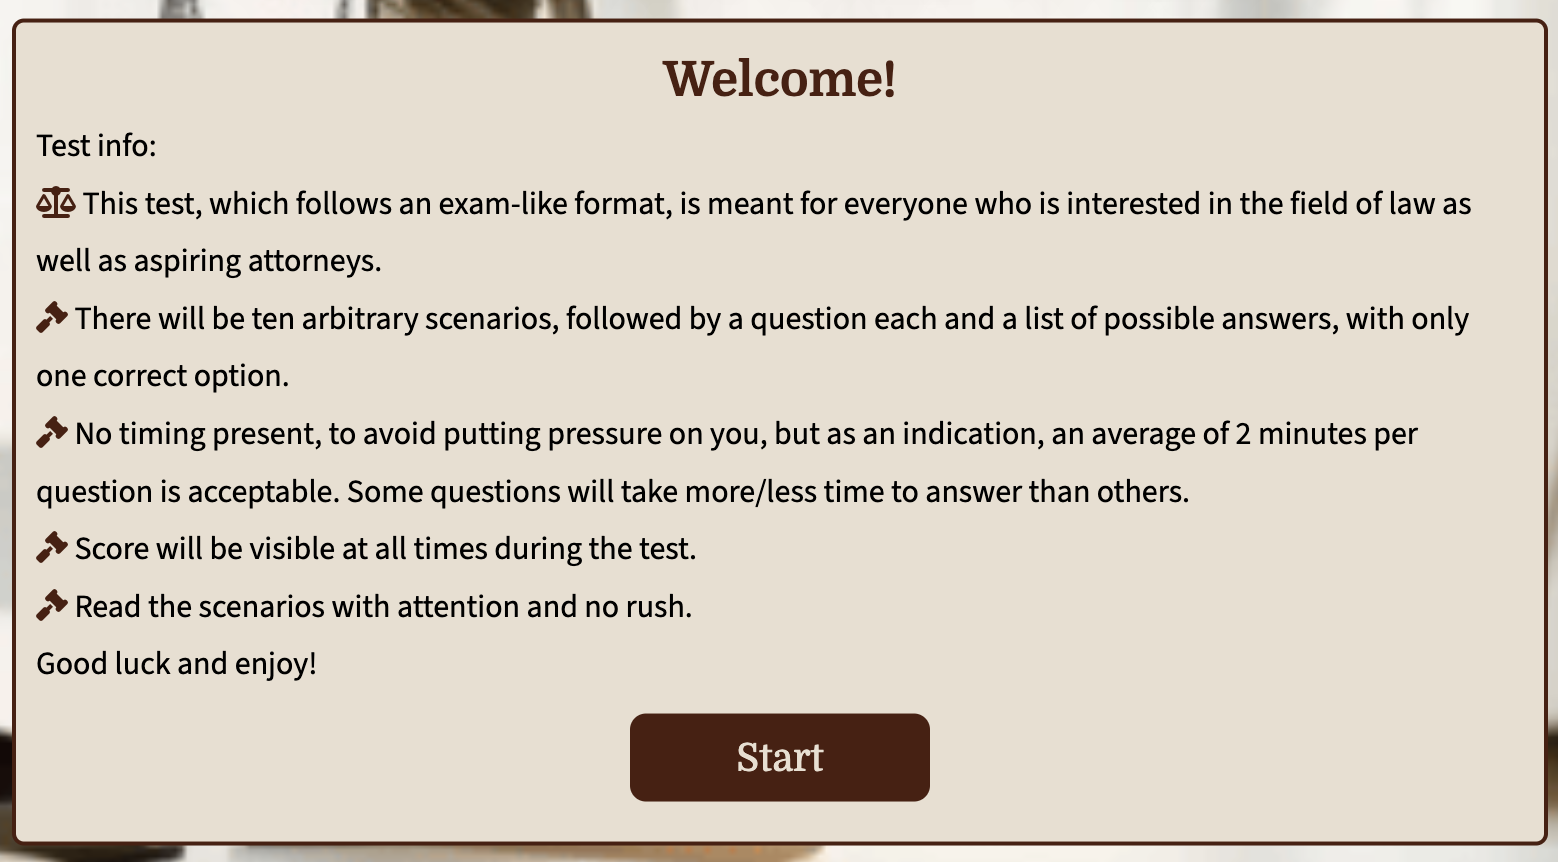 Welcome!
Test info:
This test, which follows an exam-like format, is meant for everyone who is interested in the field of law as
well as aspiring attorneys.
There will be ten arbitrary scenarios, followed by a question each and a list of possible answers, with only
one correct option.
No timing present, to avoid putting pressure on you, but as an indication, an average of 2 minutes per
question is acceptable. Some questions will take more/less time to answer than others.
Score will be visible at all times during the test.
Read the scenarios with attention and no rush.
Good luck and enjoy!
Start